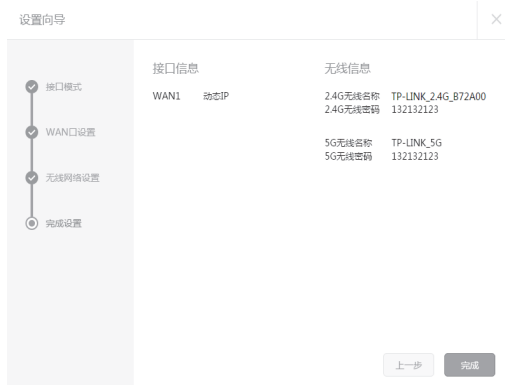 设置向导
接口模式
WAN口设置
无线网络设置
完成设置
接口信息
WAN1 动态IP
无线信息
2.4G无线名称 TP-LINK_2.4G_B72A00
2.4G无线密码 132132123
5G无线名称 TP-LINK_5G
5G无线密码 132132123
上一步 完成